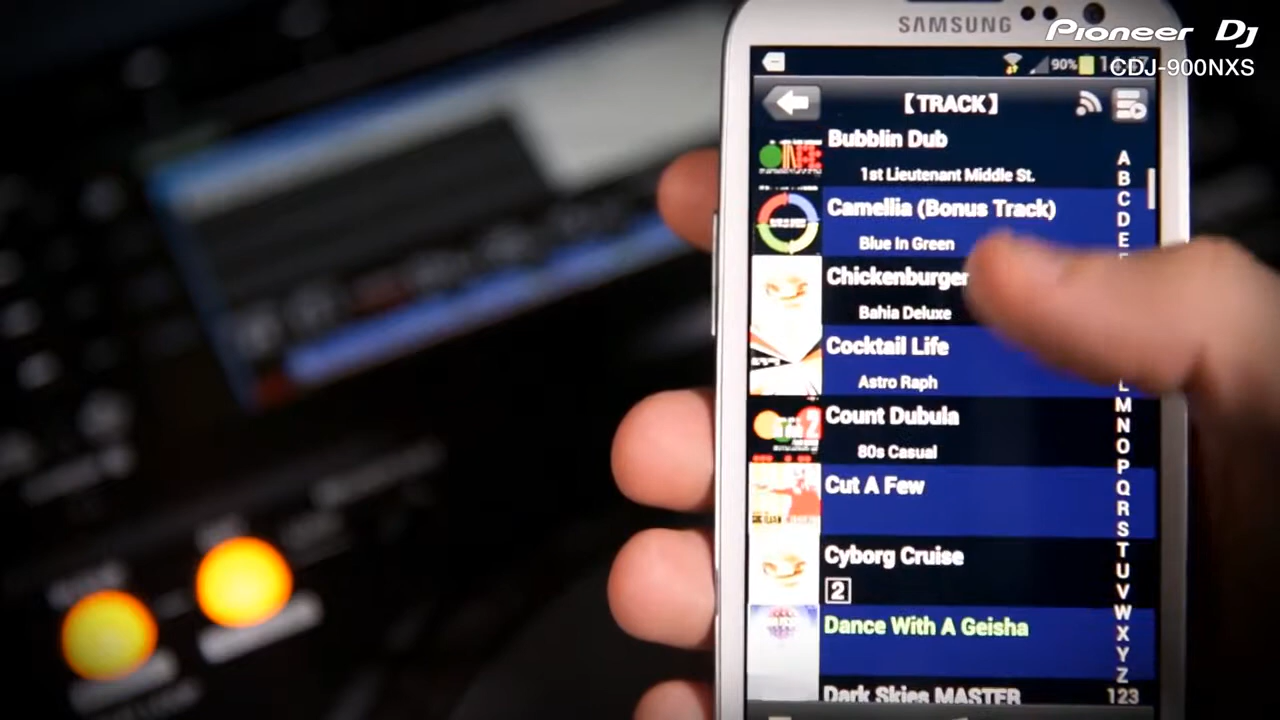 SAMSUNG
Pioneer Dj
CDJ-900NXS
90%
【TRACK】
Bubblin Dub
1st Lieutenant Middle St.
Camellia (Bonus Track)
Blue In Green
Chickenburger
Bahia Deluxe
Cocktail Life
Astro Raph
Count Dubula
80s Casual
Cut A Few
Cyborg Cruise
2
Dance With A Geisha
Dark Skies MASTER
A
B
C
D
E
L
M
N
O
P
Q
R
S
T
U
V
W
X
Y
Z
123